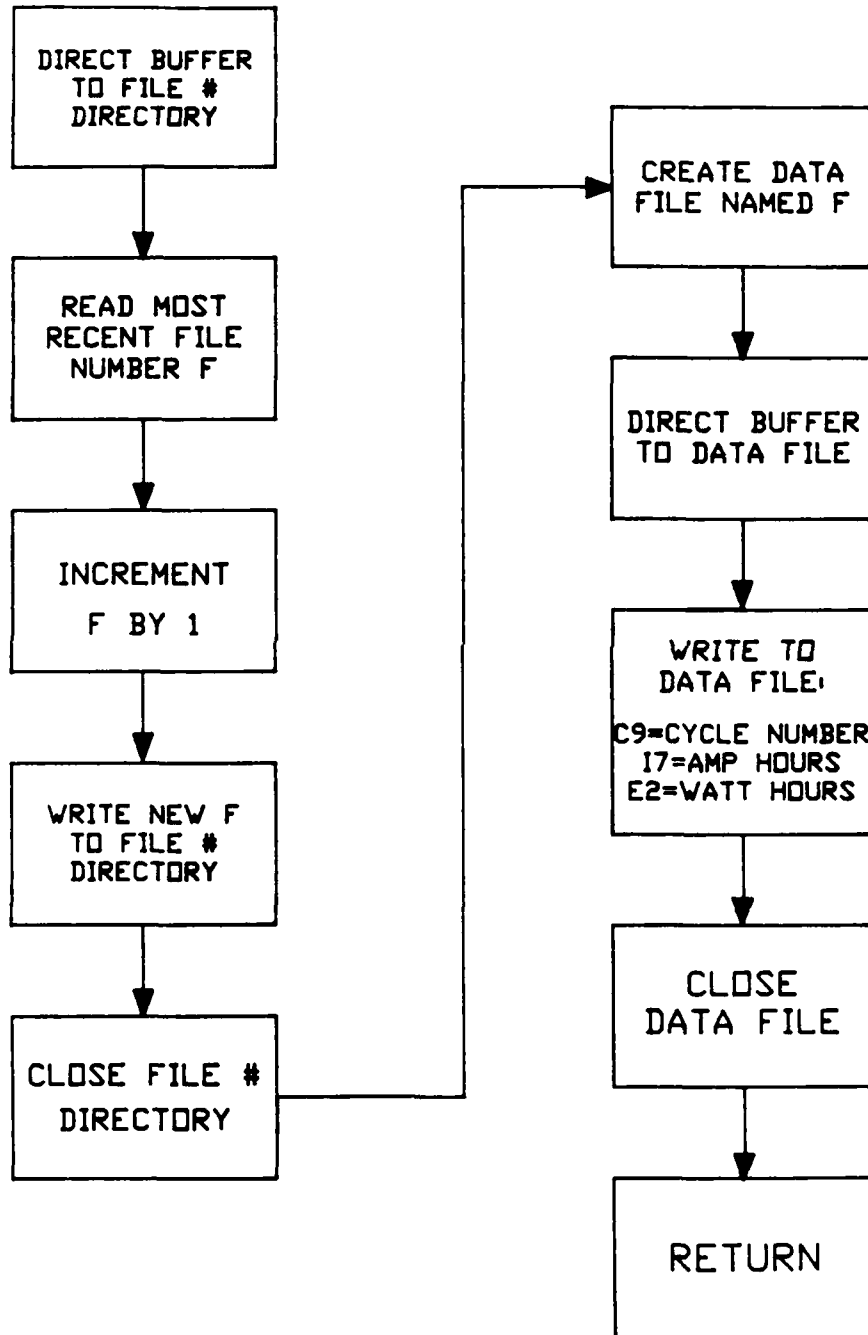 DIRECT BUFFER
TO FILE #
DIRECTORY
READ MOST
RECENT FILE
NUMBER F
INCREMENT
F BY 1
WRITE NEW F
TO FILE #
DIRECTORY
CLOSE FILE #
DIRECTORY
CREATE DATA
FILE NAMED F
DIRECT BUFFER
TO DATA FILE
WRITE TO
DATA FILE:
C9=CYCLE NUMBER
I7=AMP HOURS
E2=WATT HOURS
CLOSE
DATA FILE
RETURN